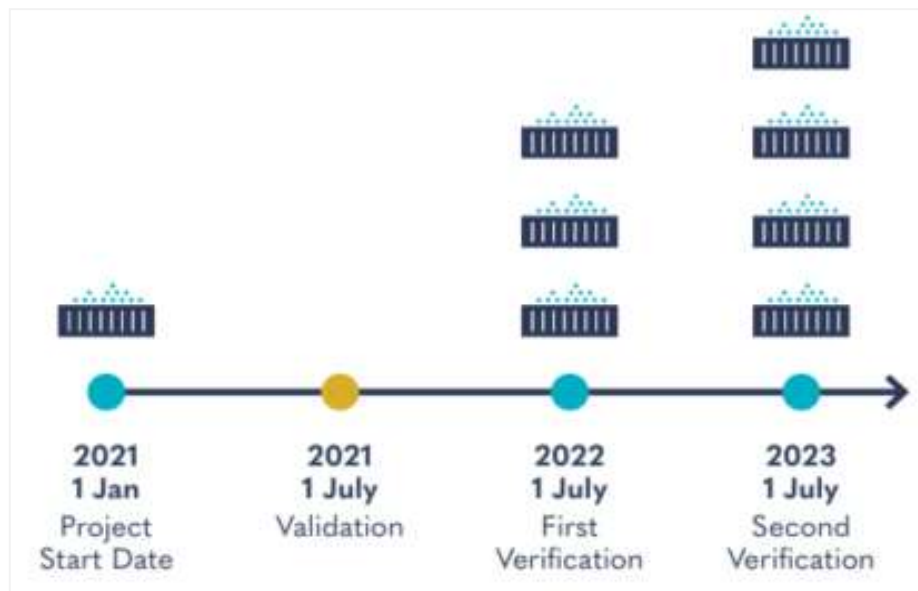 2021
1 Jan
Project
Start Date
2021
1 July
Validation
2022
1 July
First
Verification
2023
1 July
Second
Verification